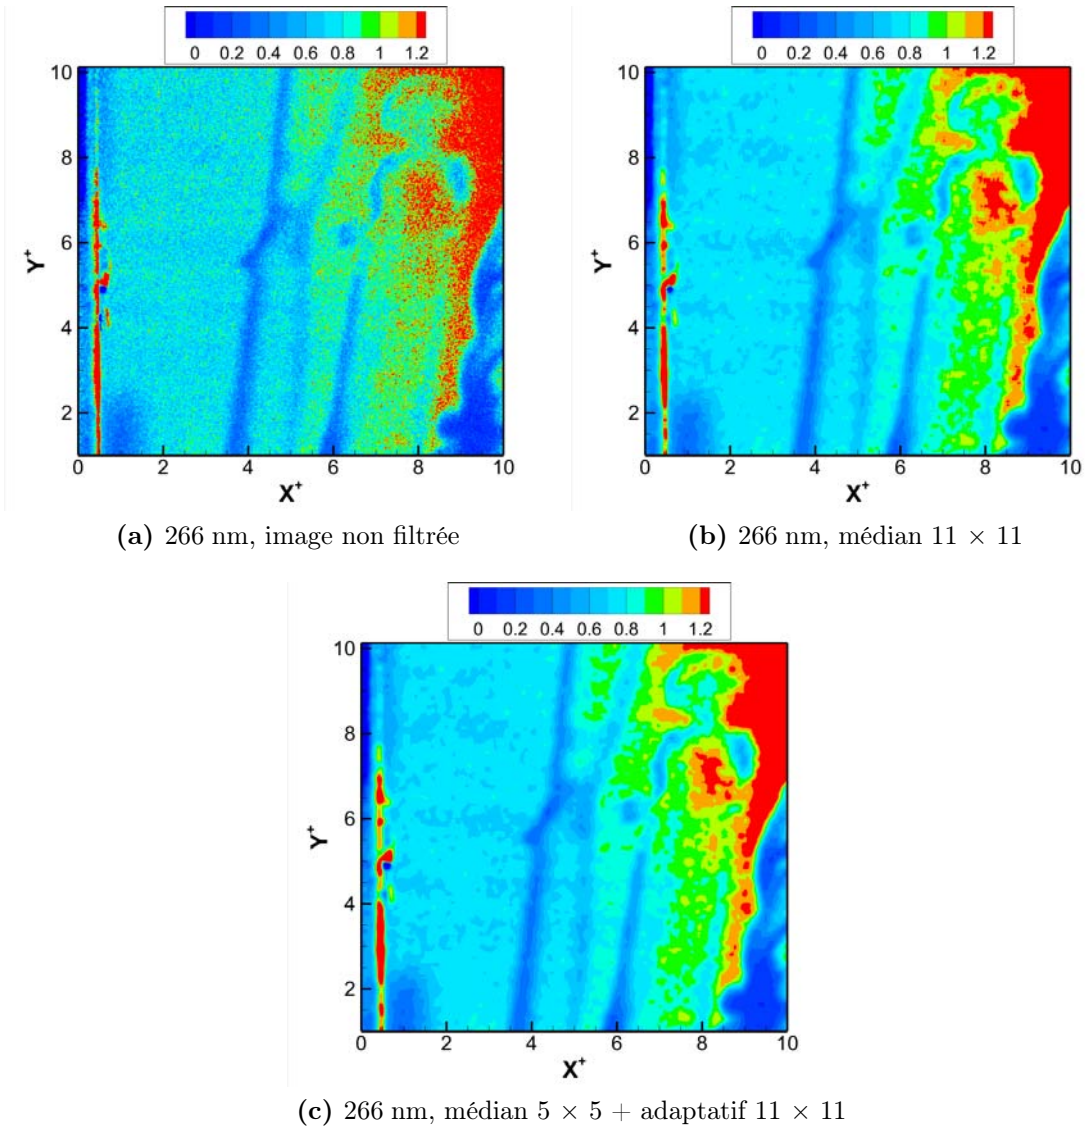 0 0.2 0.4 0.6 0.8 1 1.2
10
8
6
4
2
Y+
0 2 4 6 8 10
X+
(a) 266 nm, image non filtrée
0 0.2 0.4 0.6 0.8 1 1.2
10
8
6
4
2
Y+
0 2 4 6 8 10
X+
(b) 266 nm, médian 11 × 11
0 0.2 0.4 0.6 0.8 1 1.2
10
8
6
4
2
Y+
0 2 4 6 8 10
X+
(c) 266 nm, médian 5 × 5 + adaptatif 11 × 11